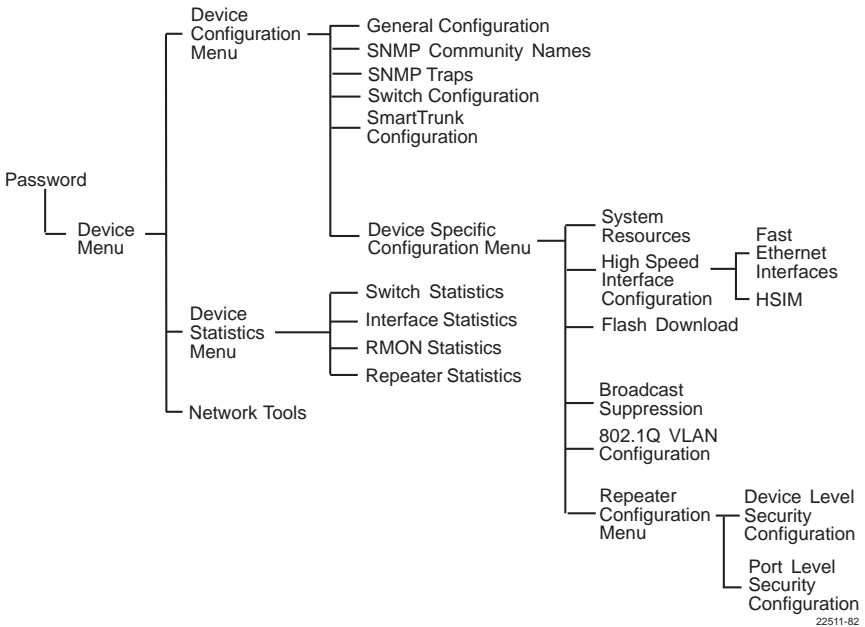 Device
Configuration
Menu
General Configuration
SNMP Community Names
SNMP Traps
Switch Configuration
SmartTrunk
Configuration
Password
Device
Menu
Device Specific
Configuration Menu
System
Resources
High Speed
Interface
Configuration
Fast
Ethernet
Interfaces
HSIM
Flash Download
Broadcast
Suppression
802.1Q VLAN
Configuration
Repeater
Configuration
Menu
Device Level
Security
Configuration
Port Level
Security
Configuration
Device
Statistics
Menu
Switch Statistics
Interface Statistics
RMON Statistics
Repeater Statistics
Network Tools
22511-82